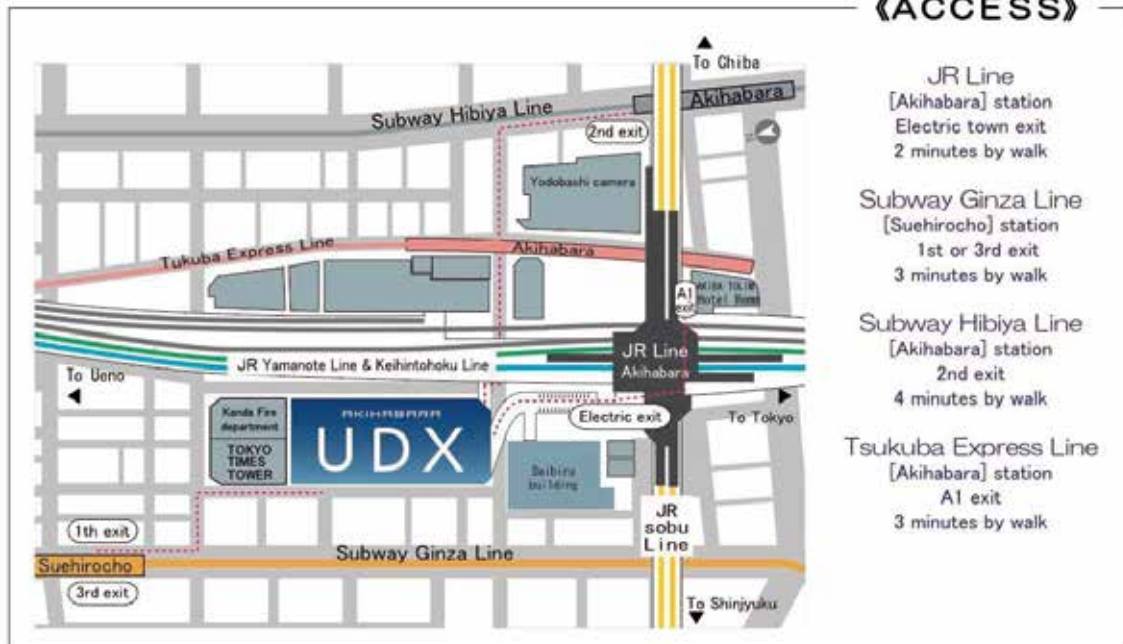 《ACCESS》
To Chiba
Akihabara
Subway Hibiya Line
2nd exit
Yodobashi camera
Tukuba Express Line
Akihabara
A1
exit
Hotel
JR Line
Akihabara
JR Yamanote Line & Keihintohoku Line
To Ueno
To Tokyo
Electric exit
Kanda Fire
department
TOKYO
TIMES
TOWER
AKIHABARA
UDX
building
JR
sobu
Line
1th exit
Subway Ginza Line
Suehirocho
3rd exit
To Shinjyuku
JR Line
[Akihabara] station
Electric town exit
2 minutes by walk
Subway Ginza Line
[Suehirocho] station
1st or 3rd exit
3 minutes by walk
Subway Hibiya Line
[Akihabara] station
2nd exit
4 minutes by walk
Tsukuba Express Line
[Akihabara] station
A1 exit
3 minutes by walk